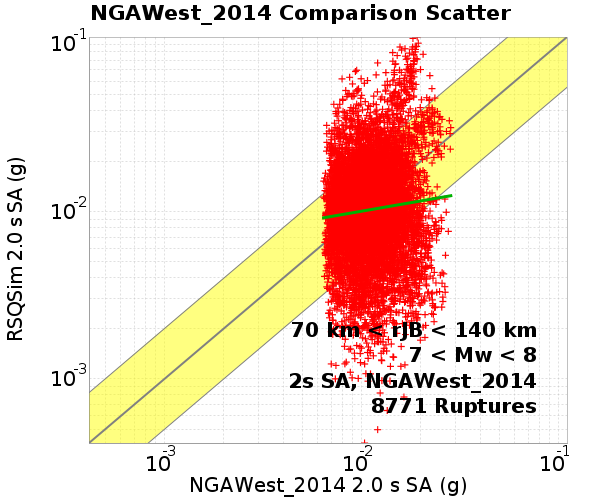 NGAWest_2014 Comparison Scatter
10-1
10-2
10-3
RSQSim 2.0 s SA (g)
70 km < rJB < 140 km
7 < Mw < 8
2s SA, NGAWest_2014
8771 Ruptures
10-3 10-2 10-1
NGAWest_2014 2.0 s SA (g)